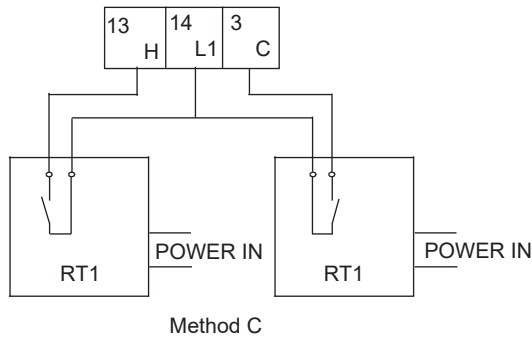 13 14 3
H L1 C
POWER IN POWER IN
RT1 RT1
Method C